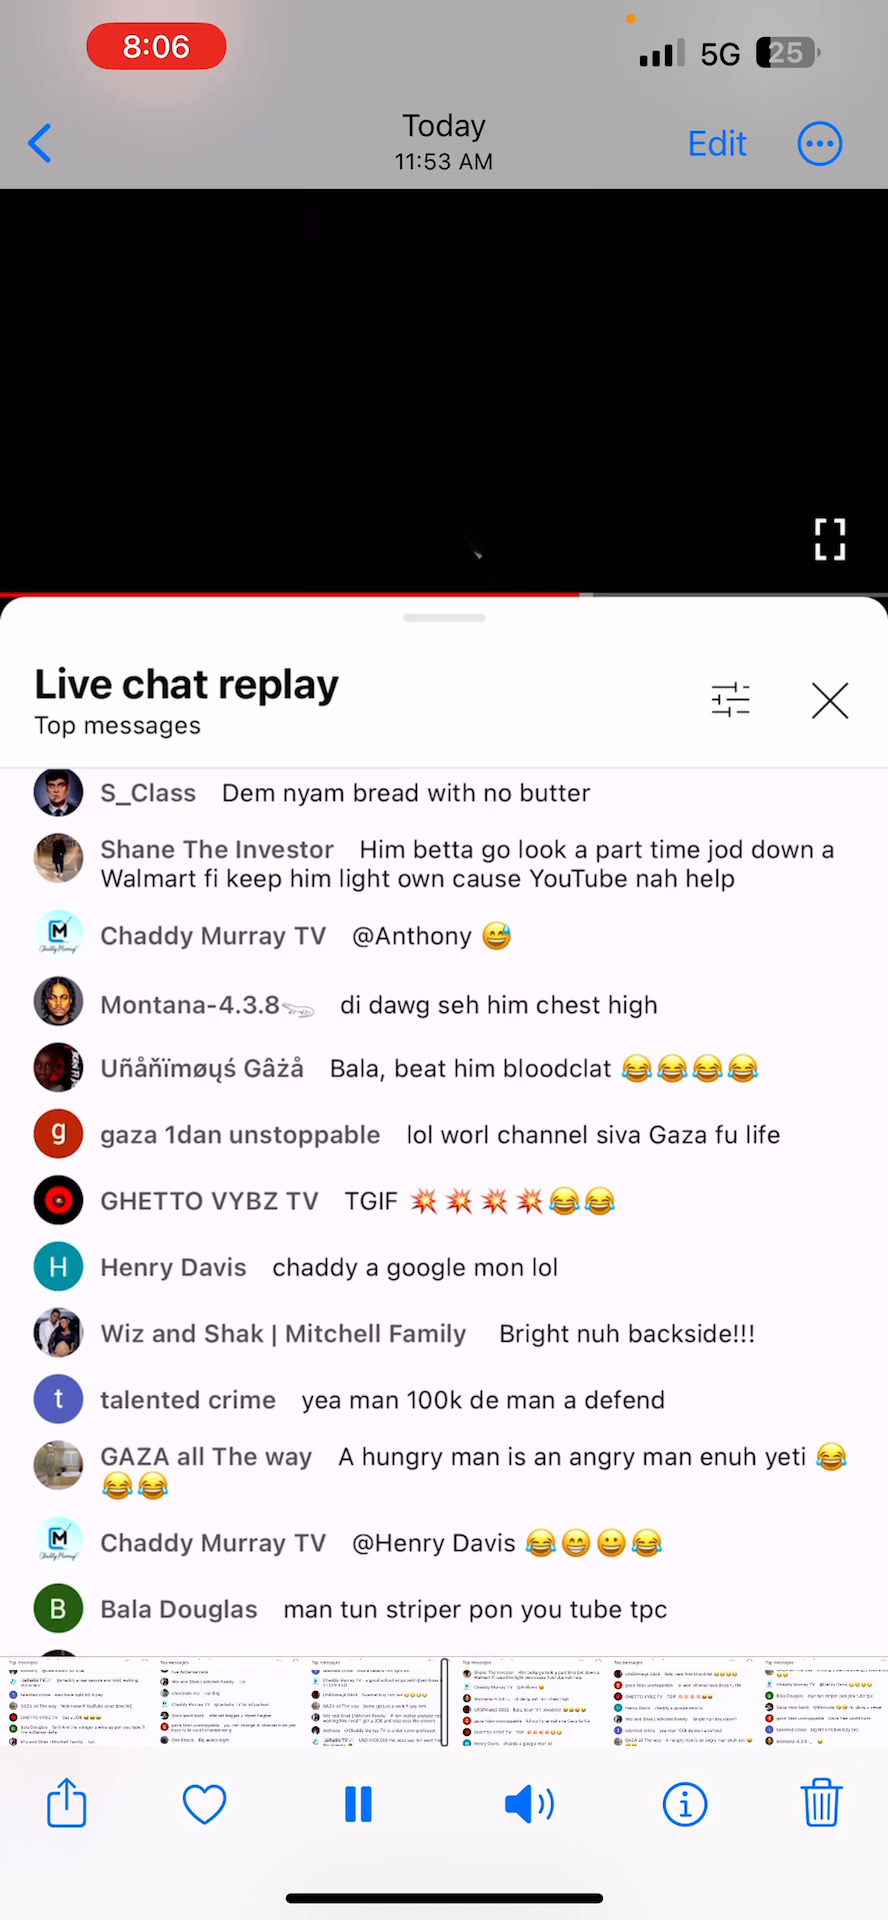 8:06
5G 25
Today
11:53 AM
Edit
Live chat replay
Top messages
S_Class Dem nyam bread with no butter
Shane The Investor Him betta go look a part time jod down a
Walmart fi keep him light own cause YouTube nah help
Chaddy Murray TV @Anthony 😅
Montana-4.3.8🐊 di dawg seh him chest high
Uñåñïmøųś Gâżå Bala, beat him bloodclat 😂😂😂😂
g gaza 1dan unstoppable lol worl channel siva Gaza fu life
GHETTO VYBZ TV TGIF 💥💥💥💥😂😂
H Henry Davis chaddy a google mon lol
Wiz and Shak | Mitchell Family Bright nuh backside!!!
t talented crime yea man 100k de man a defend
GAZA all The way A hungry man is an angry man enuh yeti 😂
😂😂
Chaddy Murray TV @Henry Davis 😂😁😀😂
B Bala Douglas man tun striper pon you tube tpc